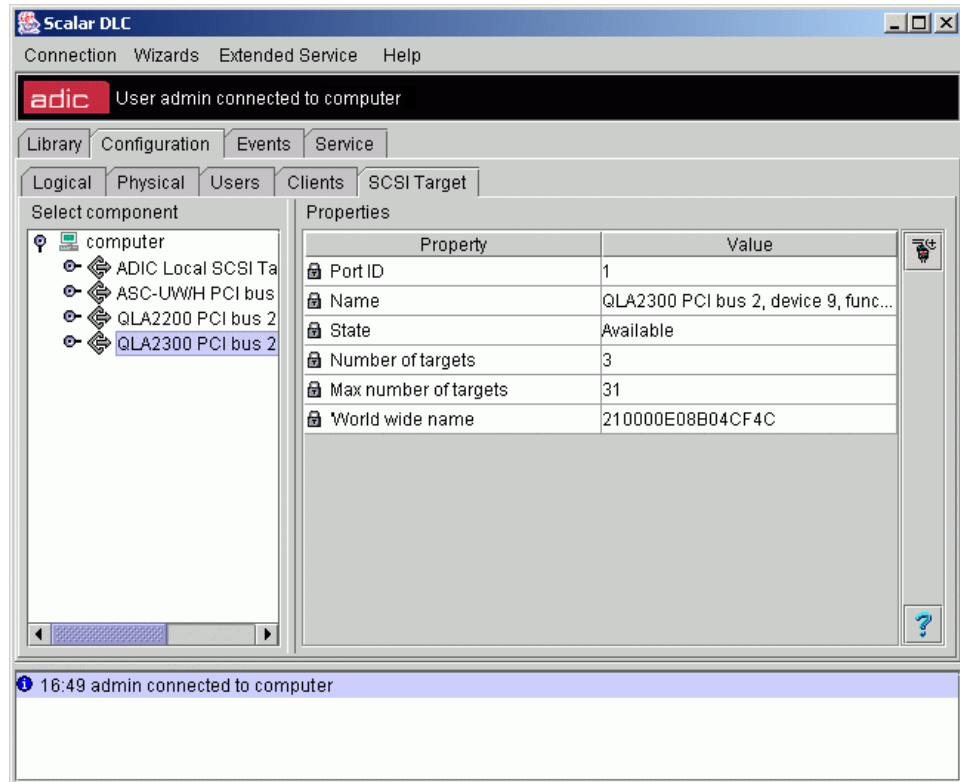 Scalar DLC
Connection Wizards Extended Service Help
adic User admin connected to computer
Library Configuration Events Service
Logical Physical Users Clients SCSI Target
Select component
computer
ADIC Local SCSI Ta
ASC-UW/H PCI bus
QLA2200 PCI bus 2
QLA2300 PCI bus 2
Properties
Property Value
Port ID 1
Name QLA2300 PCI bus 2, device 9, func...
State Available
Number of targets 3
Max number of targets 31
World wide name 210000E08B04CF4C
16:49 admin connected to computer